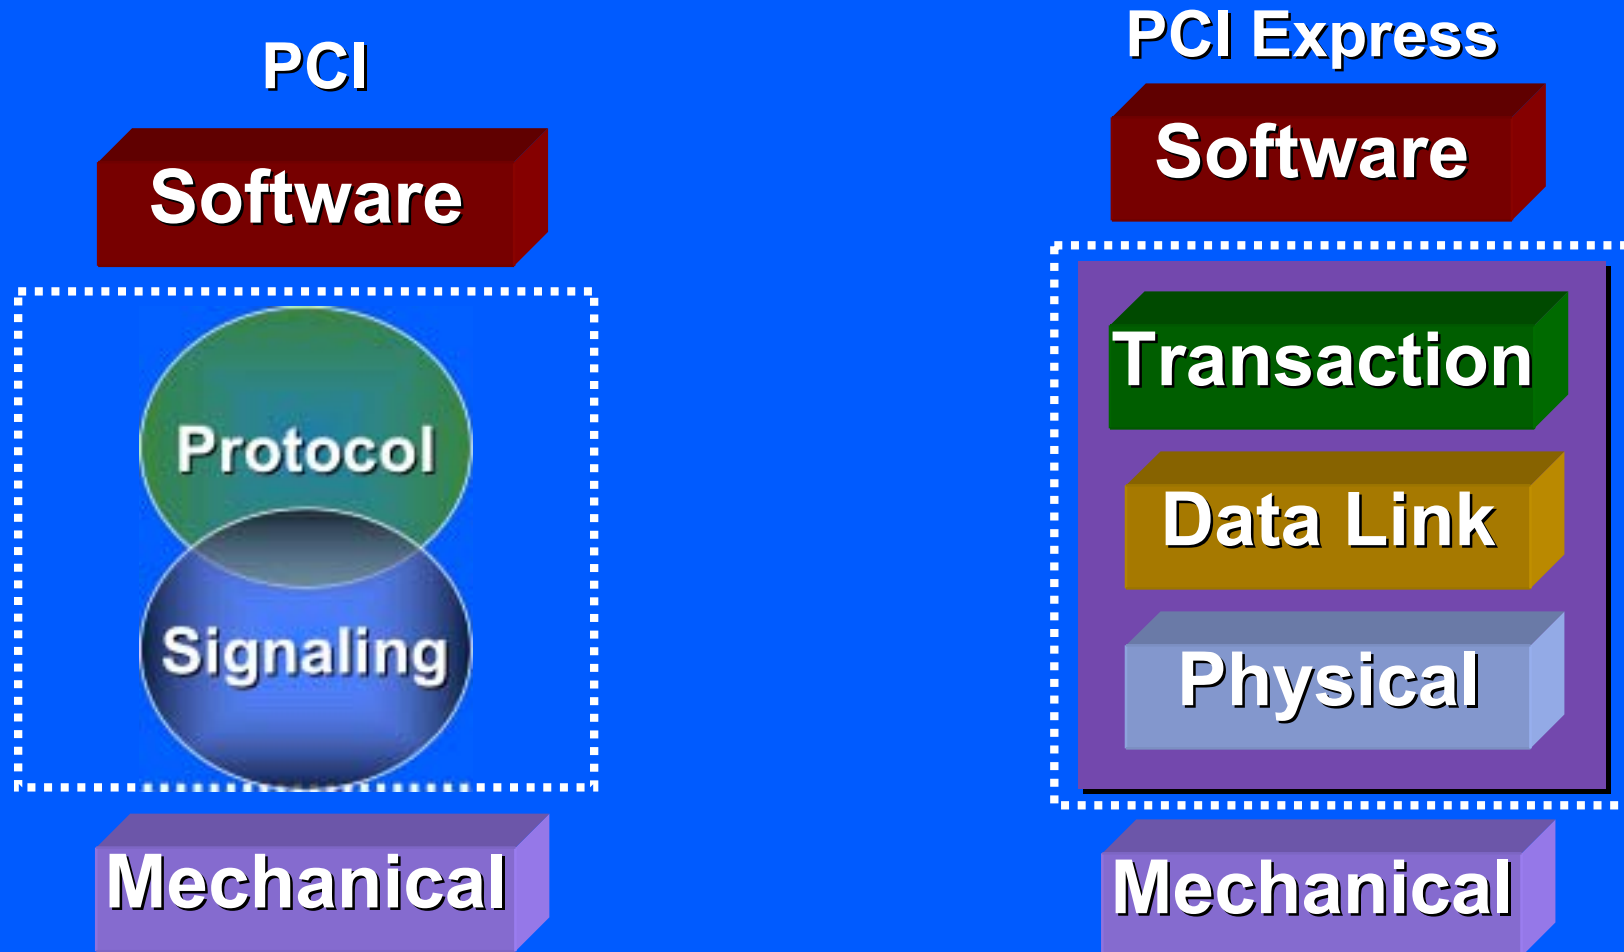 PCI
Software
Protocol
Signaling
Mechanical
PCI Express
Software
Transaction
Data Link
Physical
Mechanical